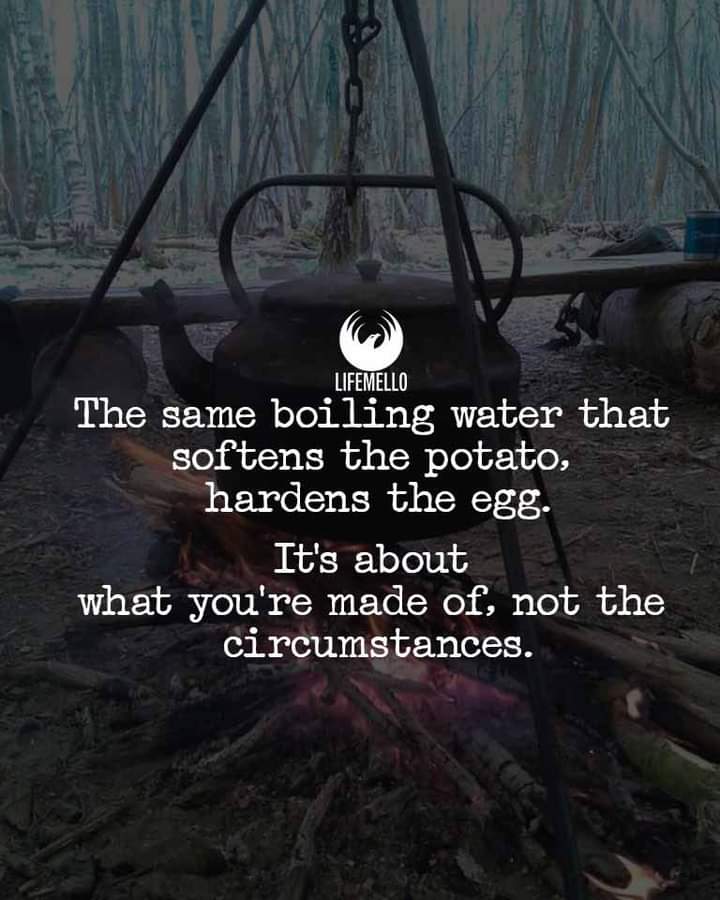 LIFEMELLO
The same boiling water that
softens the potato,
hardens the egg.
It's about
what you're made of, not the
circumstances.